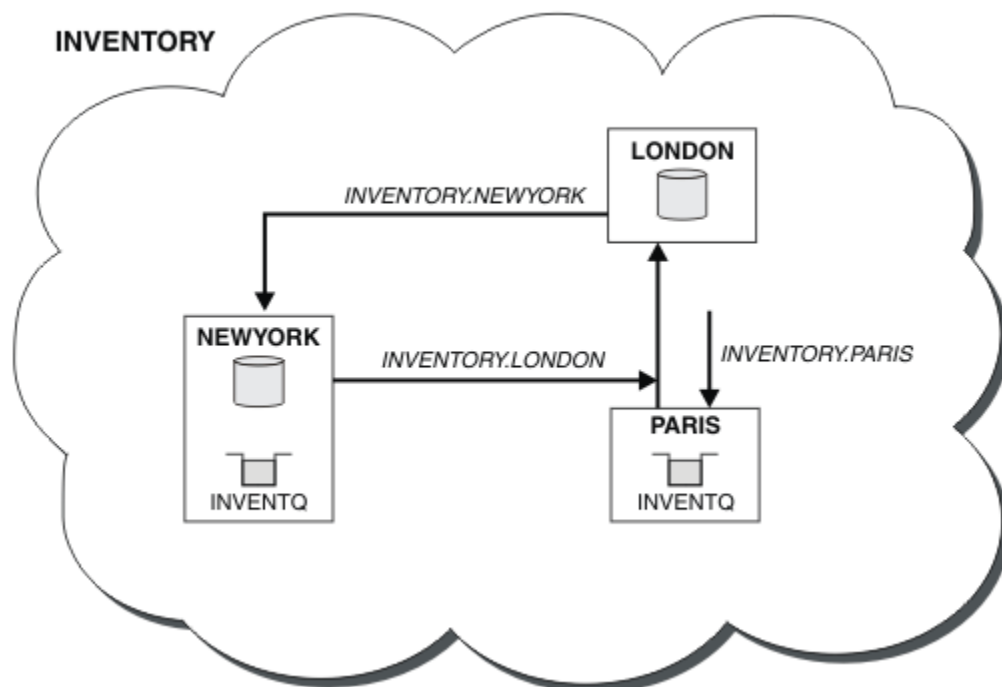 INVENTORY
LONDON
INVENTORY.NEWYORK
NEWYORK
INVENTORY.LONDON
INVENTORY.PARIS
PARIS
INVENTQ
INVENTQ